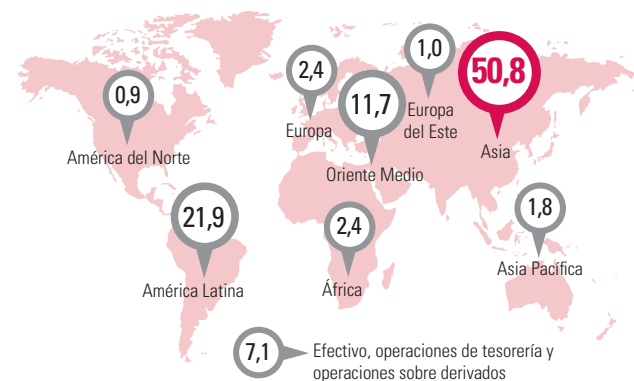 0,9
América del Norte
2,4
Europa
1,0
Europa
del Este
50,8
Asia
11,7
Oriente Medio
21,9
América Latina
2,4
África
1,8
Asia Pacífica
7,1
Efectivo, operaciones de tesorería y
operaciones sobre derivados